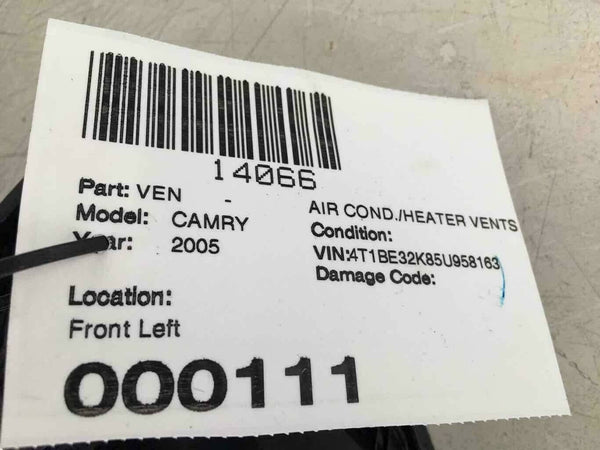 14066
Part: VEN - AIR COND./HEATER VENTS
Model: CAMRY Condition:
Year: 2005 VIN:4T1BE32K85U958163
Damage Code:
Location:
Front Left
000111